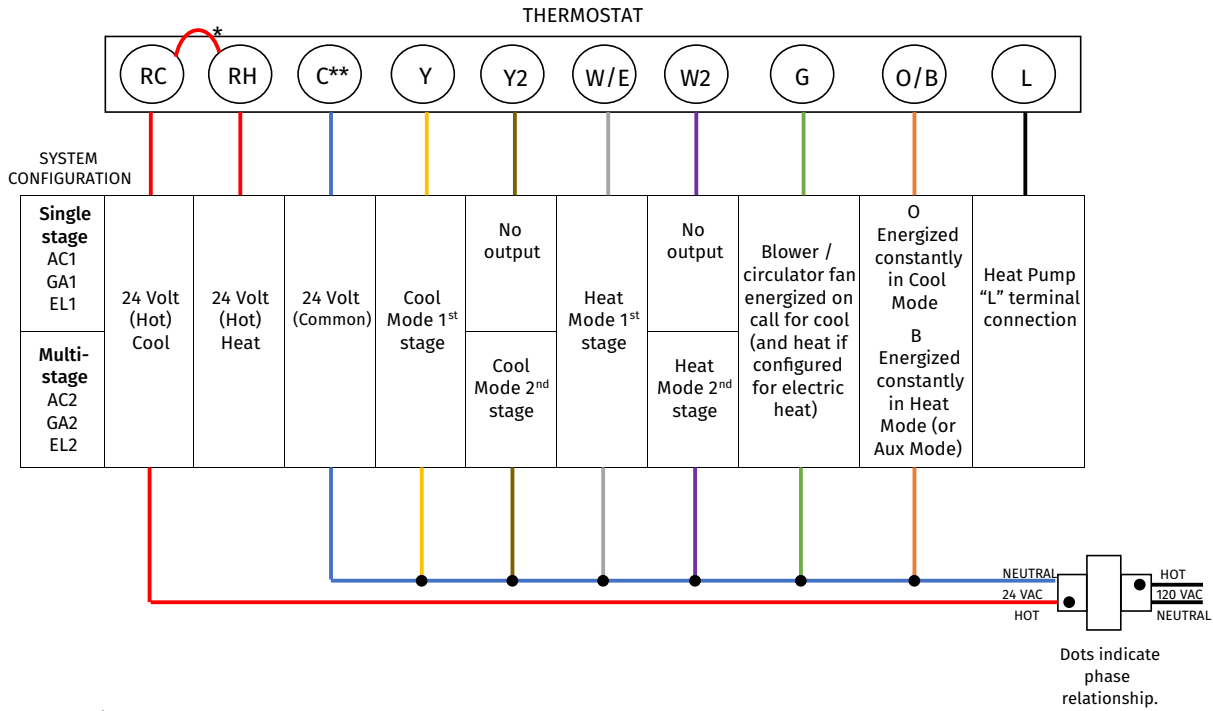 THERMOSTAT
*
RC
RH
C**
Y
Y2
W/E
W2
G
O/B
L
SYSTEM
CONFIGURATION
Single
stage
AC1
GA1
EL1
Multi-
stage
AC2
GA2
EL2
24 Volt
(Hot)
Cool
24 Volt
(Hot)
Heat
24 Volt
(Common)
Cool
Mode 1st
stage
No
output
Cool
Mode 2nd
stage
Heat
Mode 1st
stage
No
output
Heat
Mode 2nd
stage
Blower /
circulator fan
energized on
call for cool
(and heat if
configured
for electric
heat)
O
Energized
constantly
in Cool
Mode
B
Energized
constantly
in Heat
Mode (or
Aux Mode)
Heat Pump
“L” terminal
connection
NEUTRAL
24 VAC
HOT
HOT
120 VAC
NEUTRAL
Dots indicate
phase
relationship.